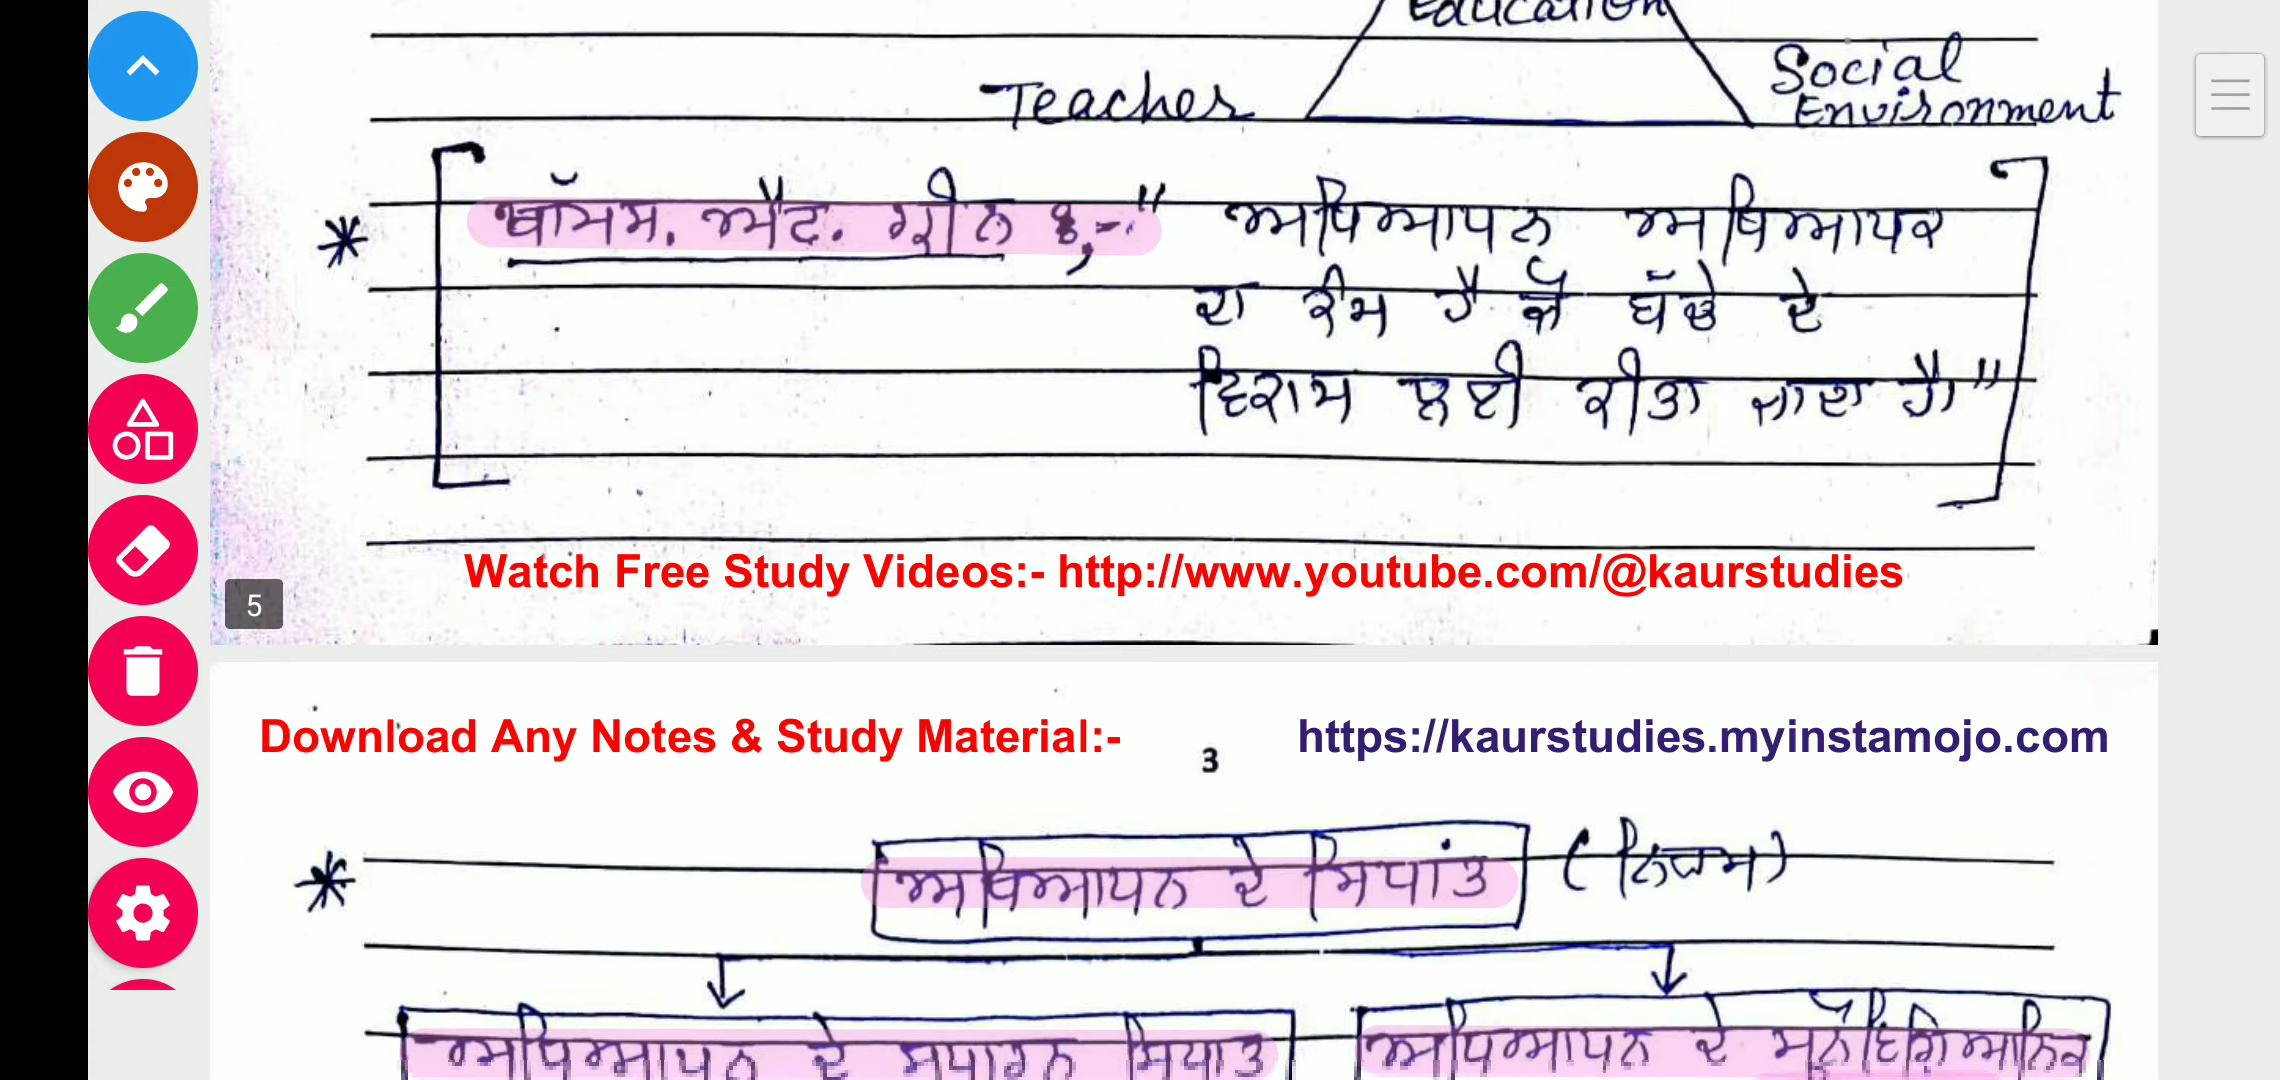 Education
Social
Teacher Environment
* ਥਾੱਮਸ. ਐਂਟ. ਗ੍ਰੀਨ :- " ਅਧਿਆਪਨ ਅਧਿਆਪਕ
ਦਾ ਕੰਮ ਹੈ ਜੋ ਬੱਚੇ ਦੇ
ਵਿਕਾਸ ਲਈ ਕੀਤਾ ਜਾਂਦਾ ਹੈ। "
Watch Free Study Videos:- http://www.youtube.com/@kaurstudies
5
Download Any Notes & Study Material:- 3 https://kaurstudies.myinstamojo.com
* ਅਧਿਆਪਨ ਦੇ ਸਿਧਾਂਤ (ਨਿਯਮ)
ਅਧਿਆਪਨ ਦੇ ਸਧਾਰਨ ਸਿਧਾਂਤ ਅਧਿਆਪਨ ਦੇ ਮਨੋਵਿਗਿਆਨਿਕ